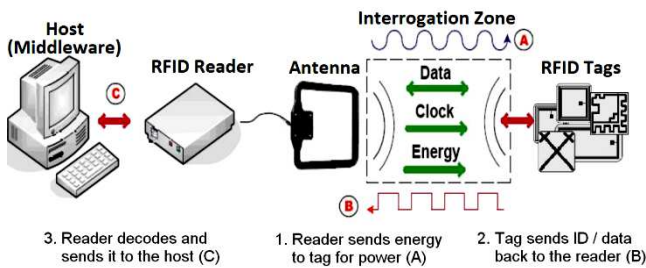 Host
(Middleware)
RFID Reader
Antenna
Interrogation Zone
RFID Tags
A
C
Data
Clock
Energy
B
3. Reader decodes and
sends it to the host (C)
1. Reader sends energy
to tag for power (A)
2. Tag sends ID / data
back to the reader (B)